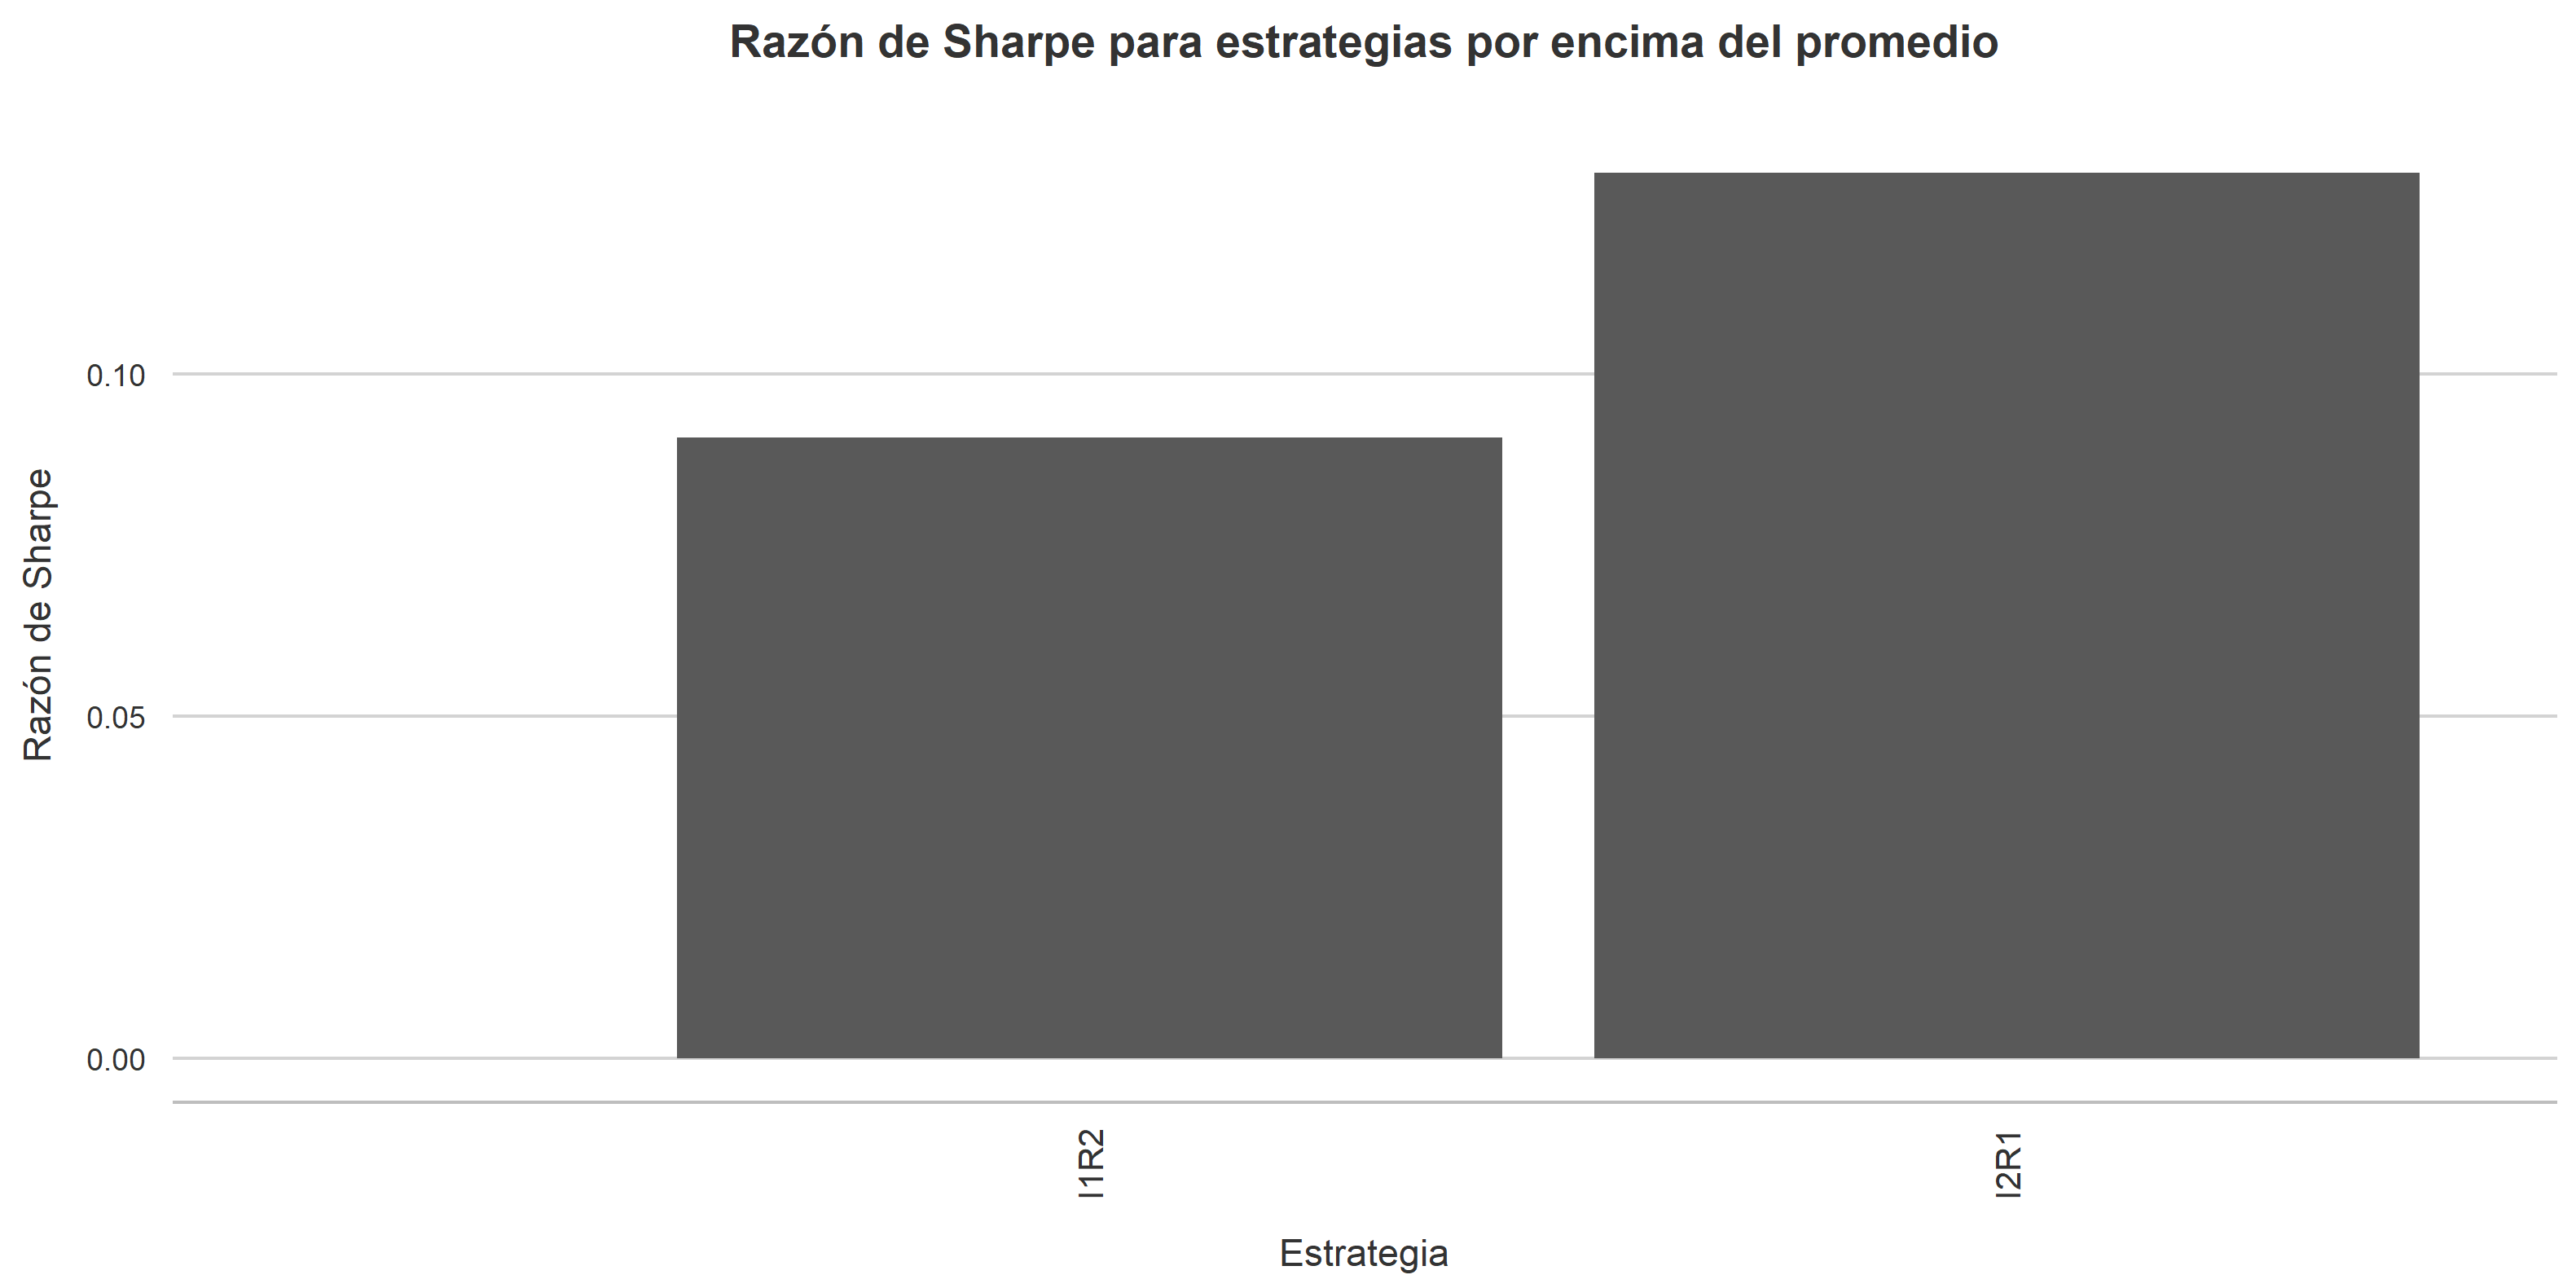 Razón de Sharpe para estrategias por encima del promedio
Razón de Sharpe
0.10
0.05
0.00
I1R2
I2R1
Estrategia